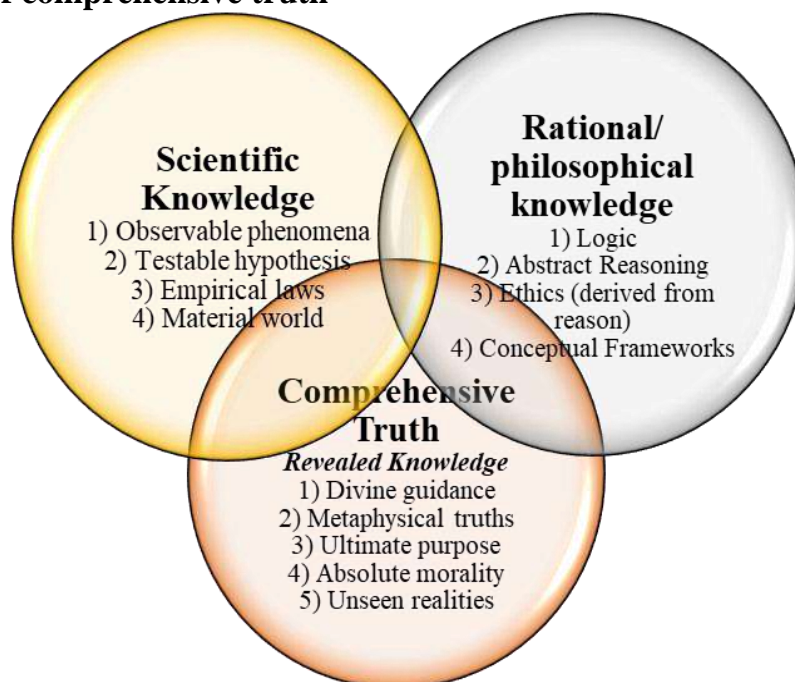 comprehensive truth
Scientific
Knowledge
1) Observable phenomena
2) Testable hypothesis
3) Empirical laws
4) Material world
Rational/
philosophical
knowledge
1) Logic
2) Abstract Reasoning
3) Ethics (derived from
reason)
4) Conceptual Frameworks
Comprehensive
Truth
Revealed Knowledge
1) Divine guidance
2) Metaphysical truths
3) Ultimate purpose
4) Absolute morality
5) Unseen realities